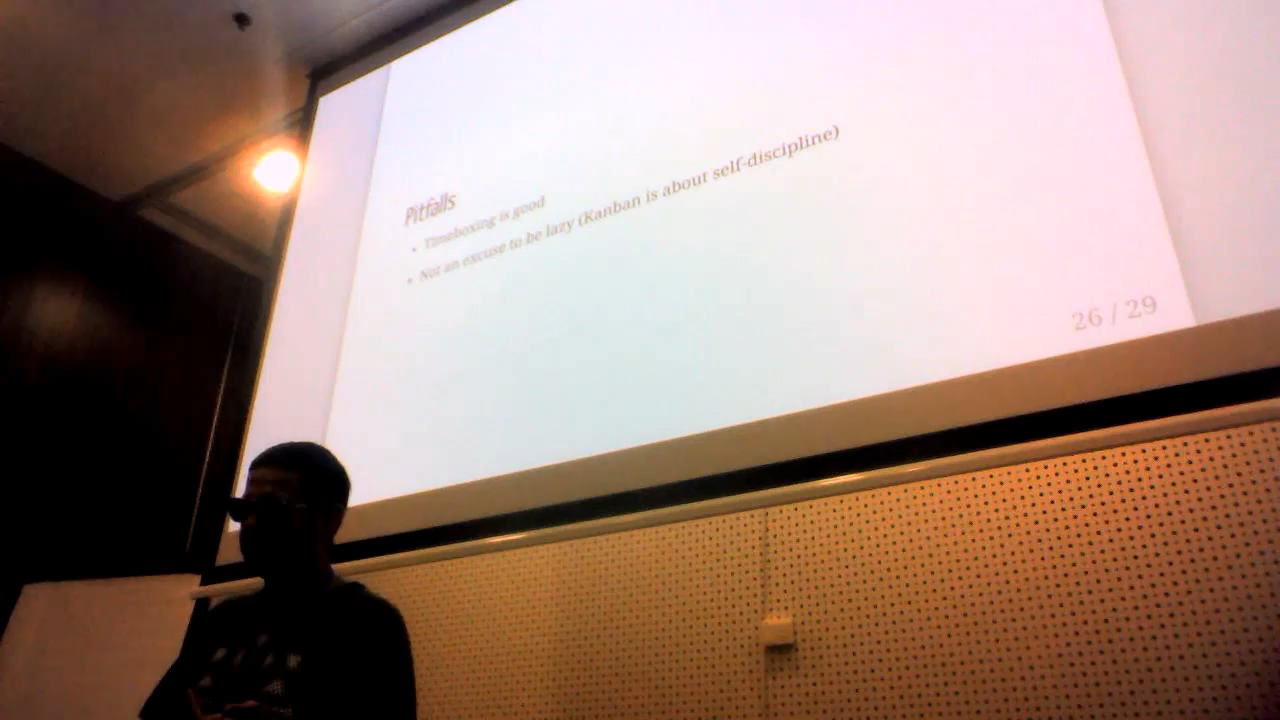 Pitfalls
• Timeboxing is good
• Not an excuse to be lazy (Kanban is about self-discipline)
26 / 29